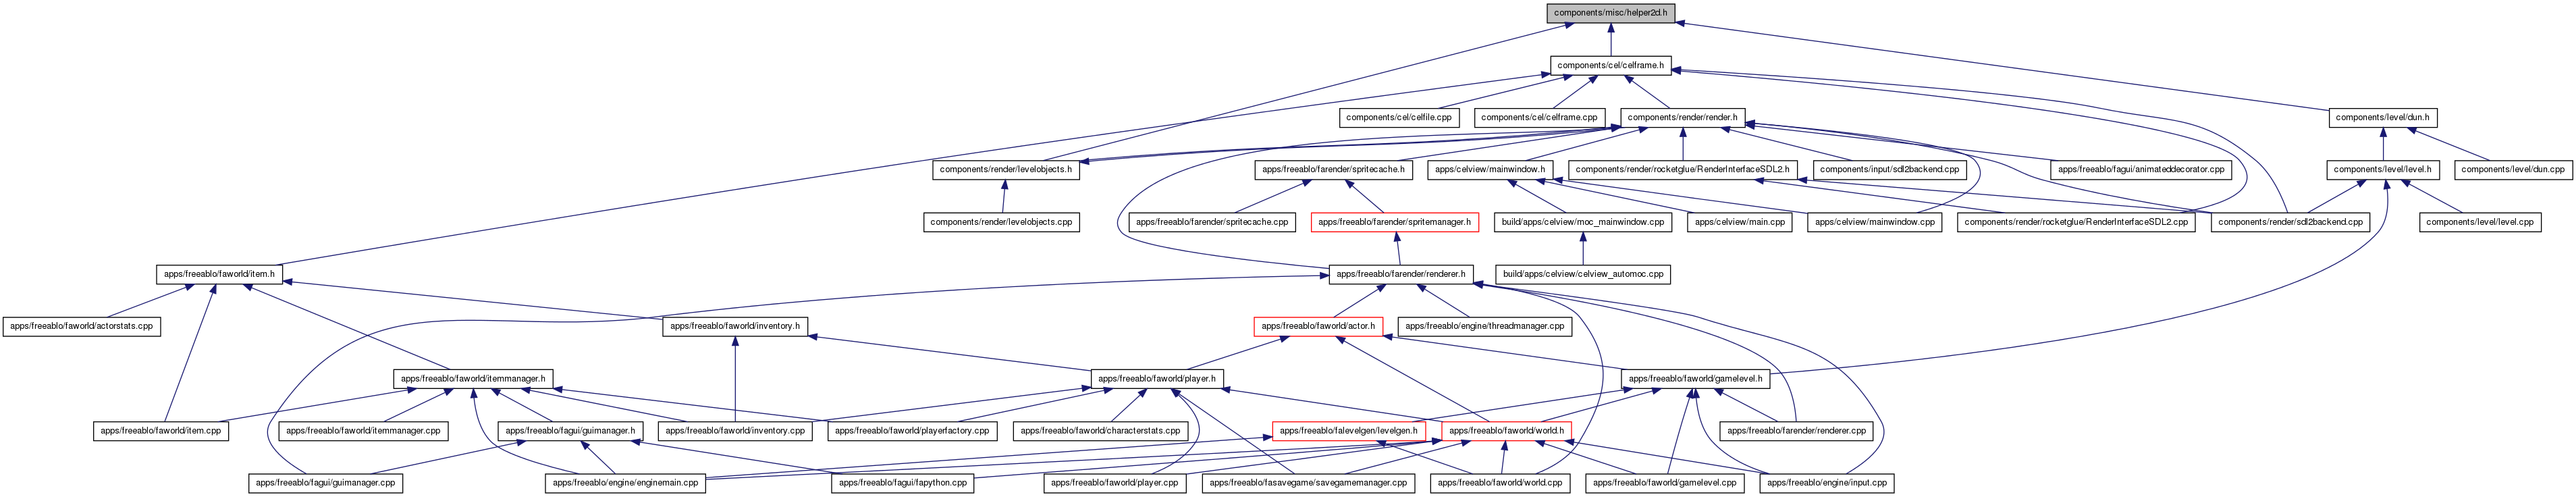 components/misc/helper2d.h
components/cel/celframe.h
components/cel/celfile.cpp
components/cel/celframe.cpp
components/render/render.h
components/level/dun.h
components/render/levelobjects.h
apps/freeablo/farender/spritecache.h
apps/celview/mainwindow.h
components/render/rocketglue/RenderInterfaceSDL2.h
components/input/sdl2backend.cpp
apps/freeablo/fagui/animateddecorator.cpp
components/level/level.h
components/level/dun.cpp
components/render/levelobjects.cpp
apps/freeablo/farender/spritecache.cpp
apps/freeablo/farender/spritemanager.h
build/apps/celview/moc_mainwindow.cpp
apps/celview/main.cpp
apps/celview/mainwindow.cpp
components/render/rocketglue/RenderInterfaceSDL2.cpp
components/render/sdl2backend.cpp
components/level/level.cpp
apps/freeablo/faworld/item.h
apps/freeablo/farender/renderer.h
build/apps/celview/celview_automoc.cpp
apps/freeablo/faworld/actorstats.cpp
apps/freeablo/faworld/inventory.h
apps/freeablo/faworld/actor.h
apps/freeablo/engine/threadmanager.cpp
apps/freeablo/faworld/itemmanager.h
apps/freeablo/faworld/player.h
apps/freeablo/faworld/gamelevel.h
apps/freeablo/faworld/item.cpp
apps/freeablo/faworld/itemmanager.cpp
apps/freeablo/fagui/guimanager.h
apps/freeablo/faworld/inventory.cpp
apps/freeablo/faworld/playerfactory.cpp
apps/freeablo/faworld/characterstats.cpp
apps/freeablo/falevelgen/levelgen.h
apps/freeablo/faworld/world.h
apps/freeablo/farender/renderer.cpp
apps/freeablo/fagui/guimanager.cpp
apps/freeablo/engine/enginemain.cpp
apps/freeablo/fagui/fapython.cpp
apps/freeablo/faworld/player.cpp
apps/freeablo/fasavegame/savegamemanager.cpp
apps/freeablo/faworld/world.cpp
apps/freeablo/faworld/gamelevel.cpp
apps/freeablo/engine/input.cpp